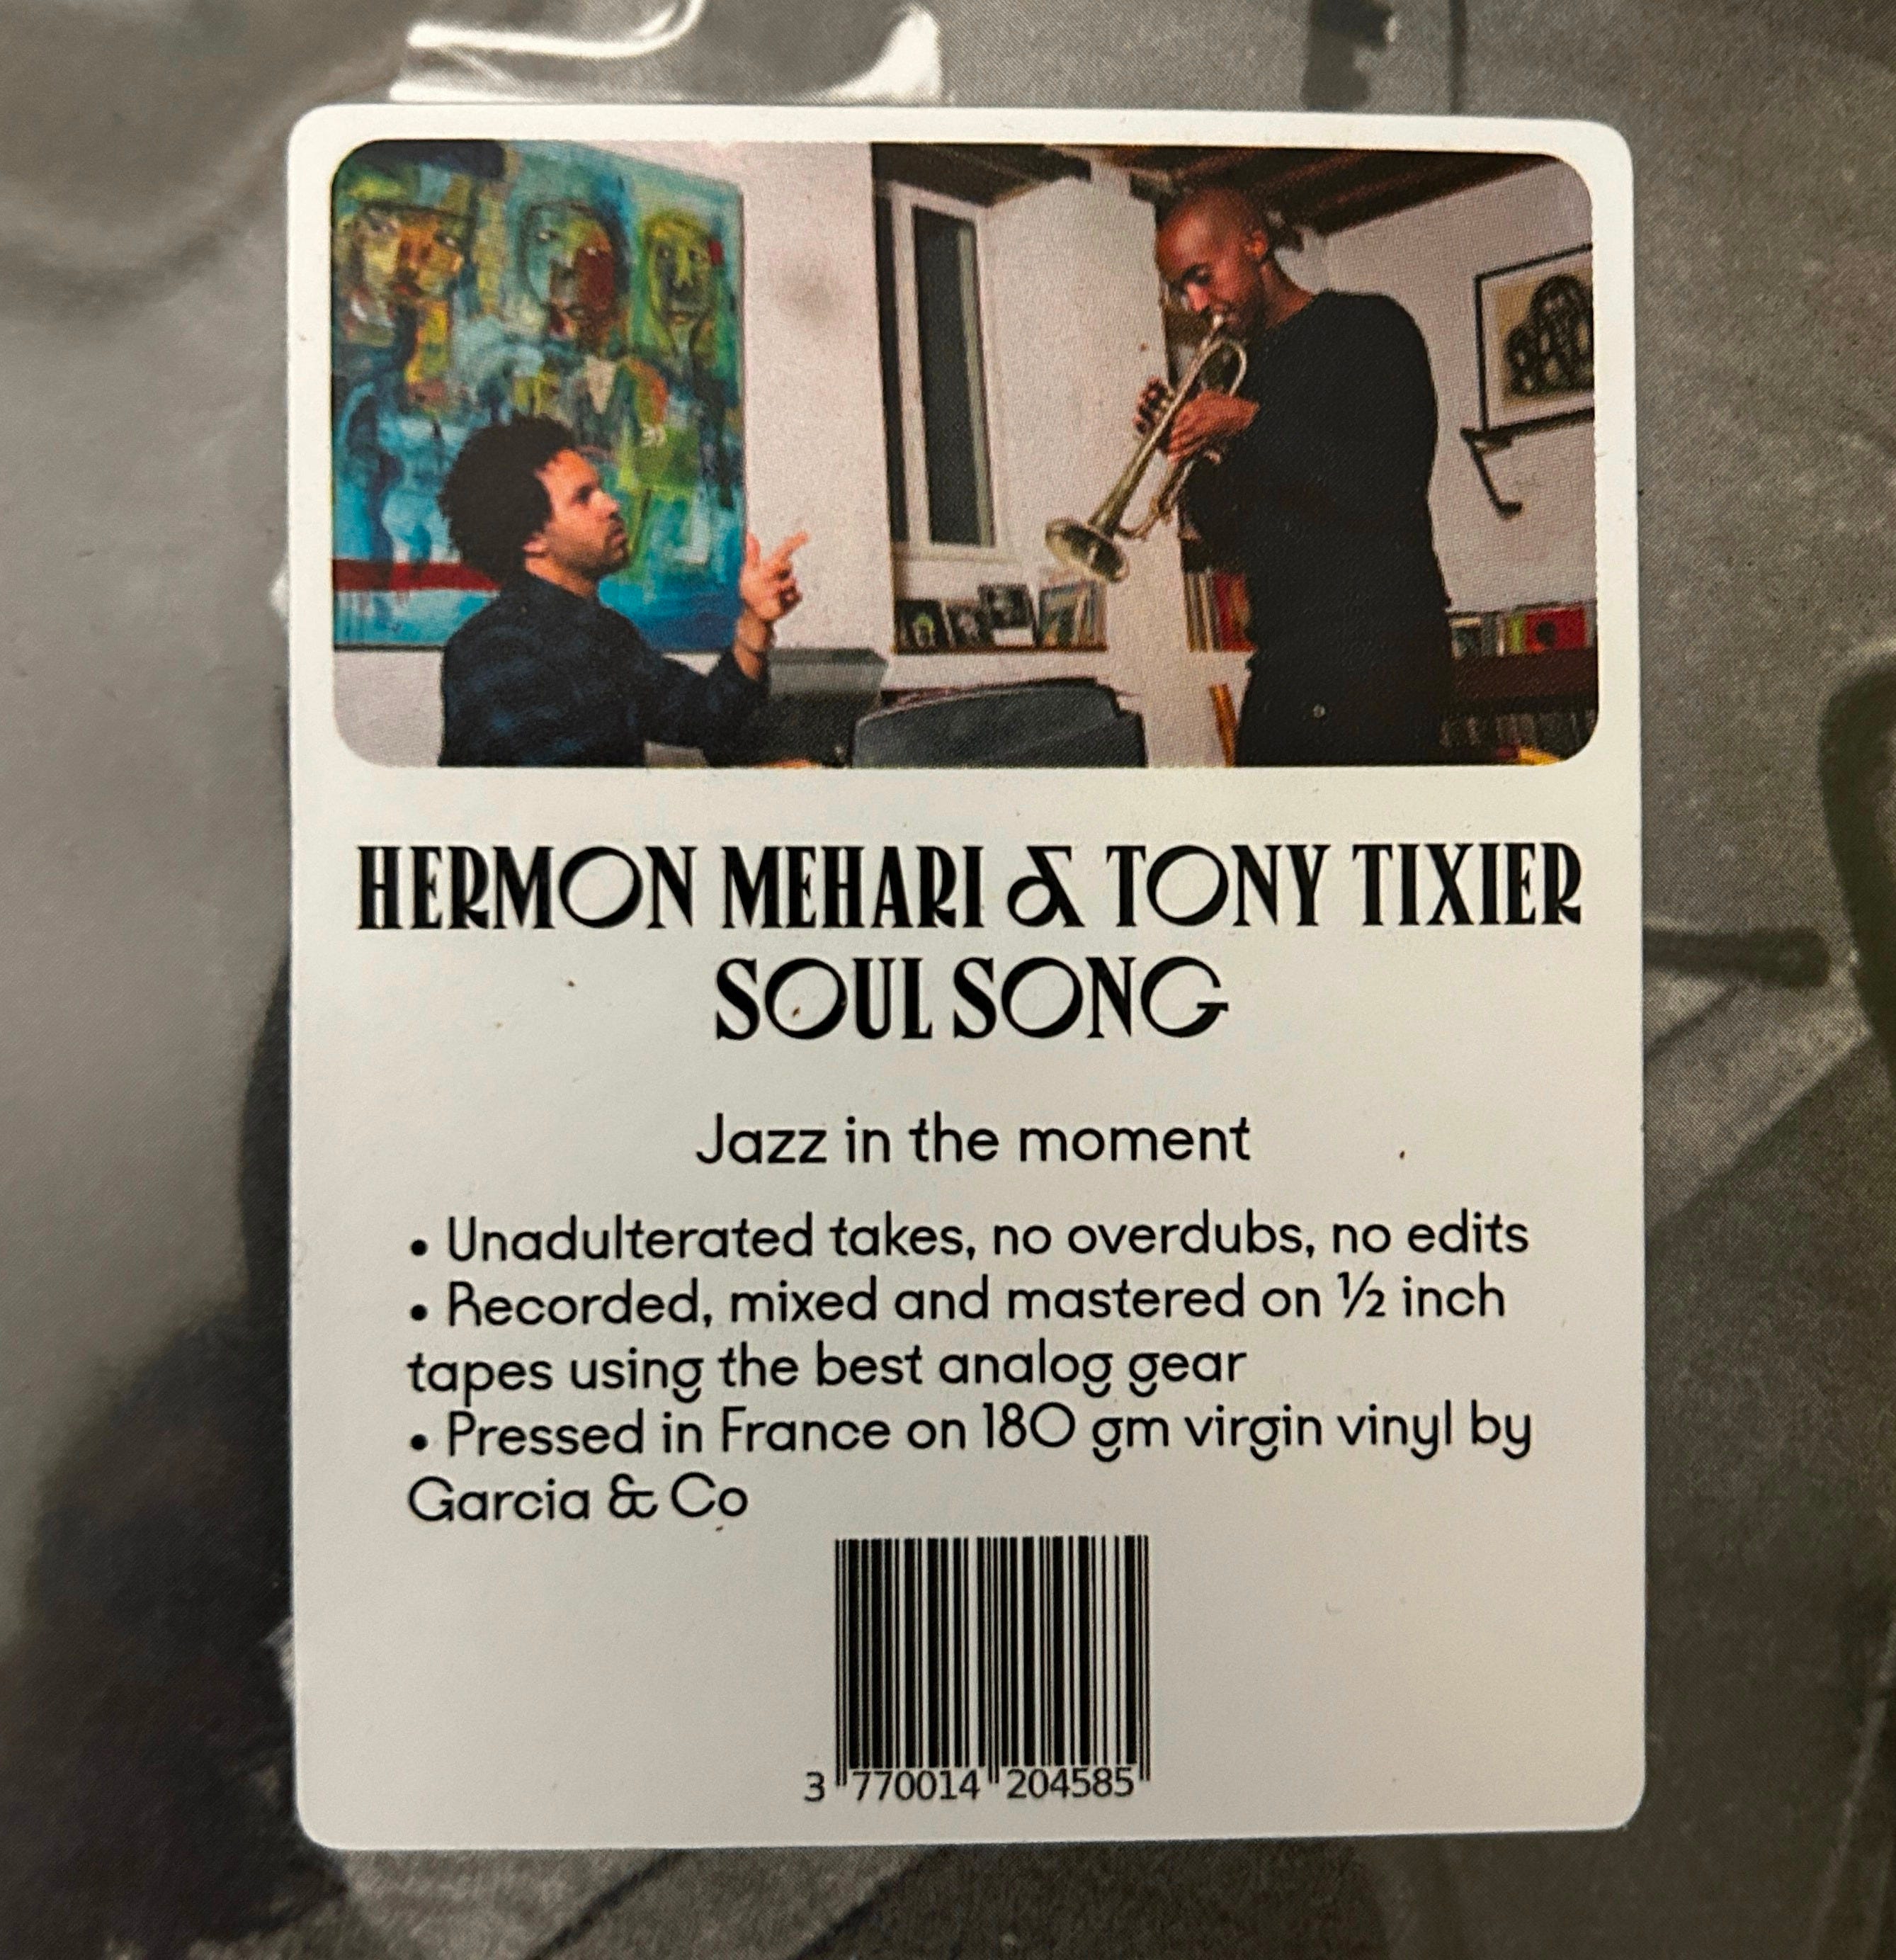 HERMON MEHARI & TONY TIXIER
SOUL SONG
Jazz in the moment
• Unadulterated takes, no overdubs, no edits
• Recorded, mixed and mastered on ½ inch
tapes using the best analog gear
• Pressed in France on 180 gm virgin vinyl by
Garcia & Co
3 770014 204585